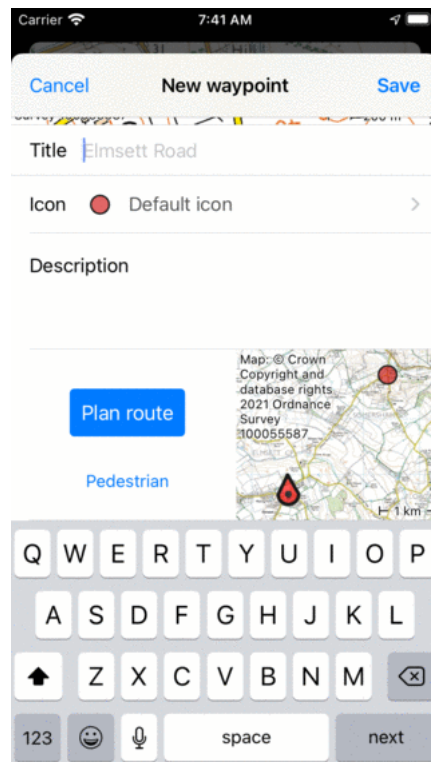 Carrier 7:41 AM
Cancel New waypoint Save
Title Elmsett Road
Icon Default icon
Description
Map: © Crown
Copyright and
database rights
2021 Ordnance
Survey
100055587
Plan route
Pedestrian
1 km
Q W E R T Y U I O P
A S D F G H J K L
Z X C V B N M
123 space next